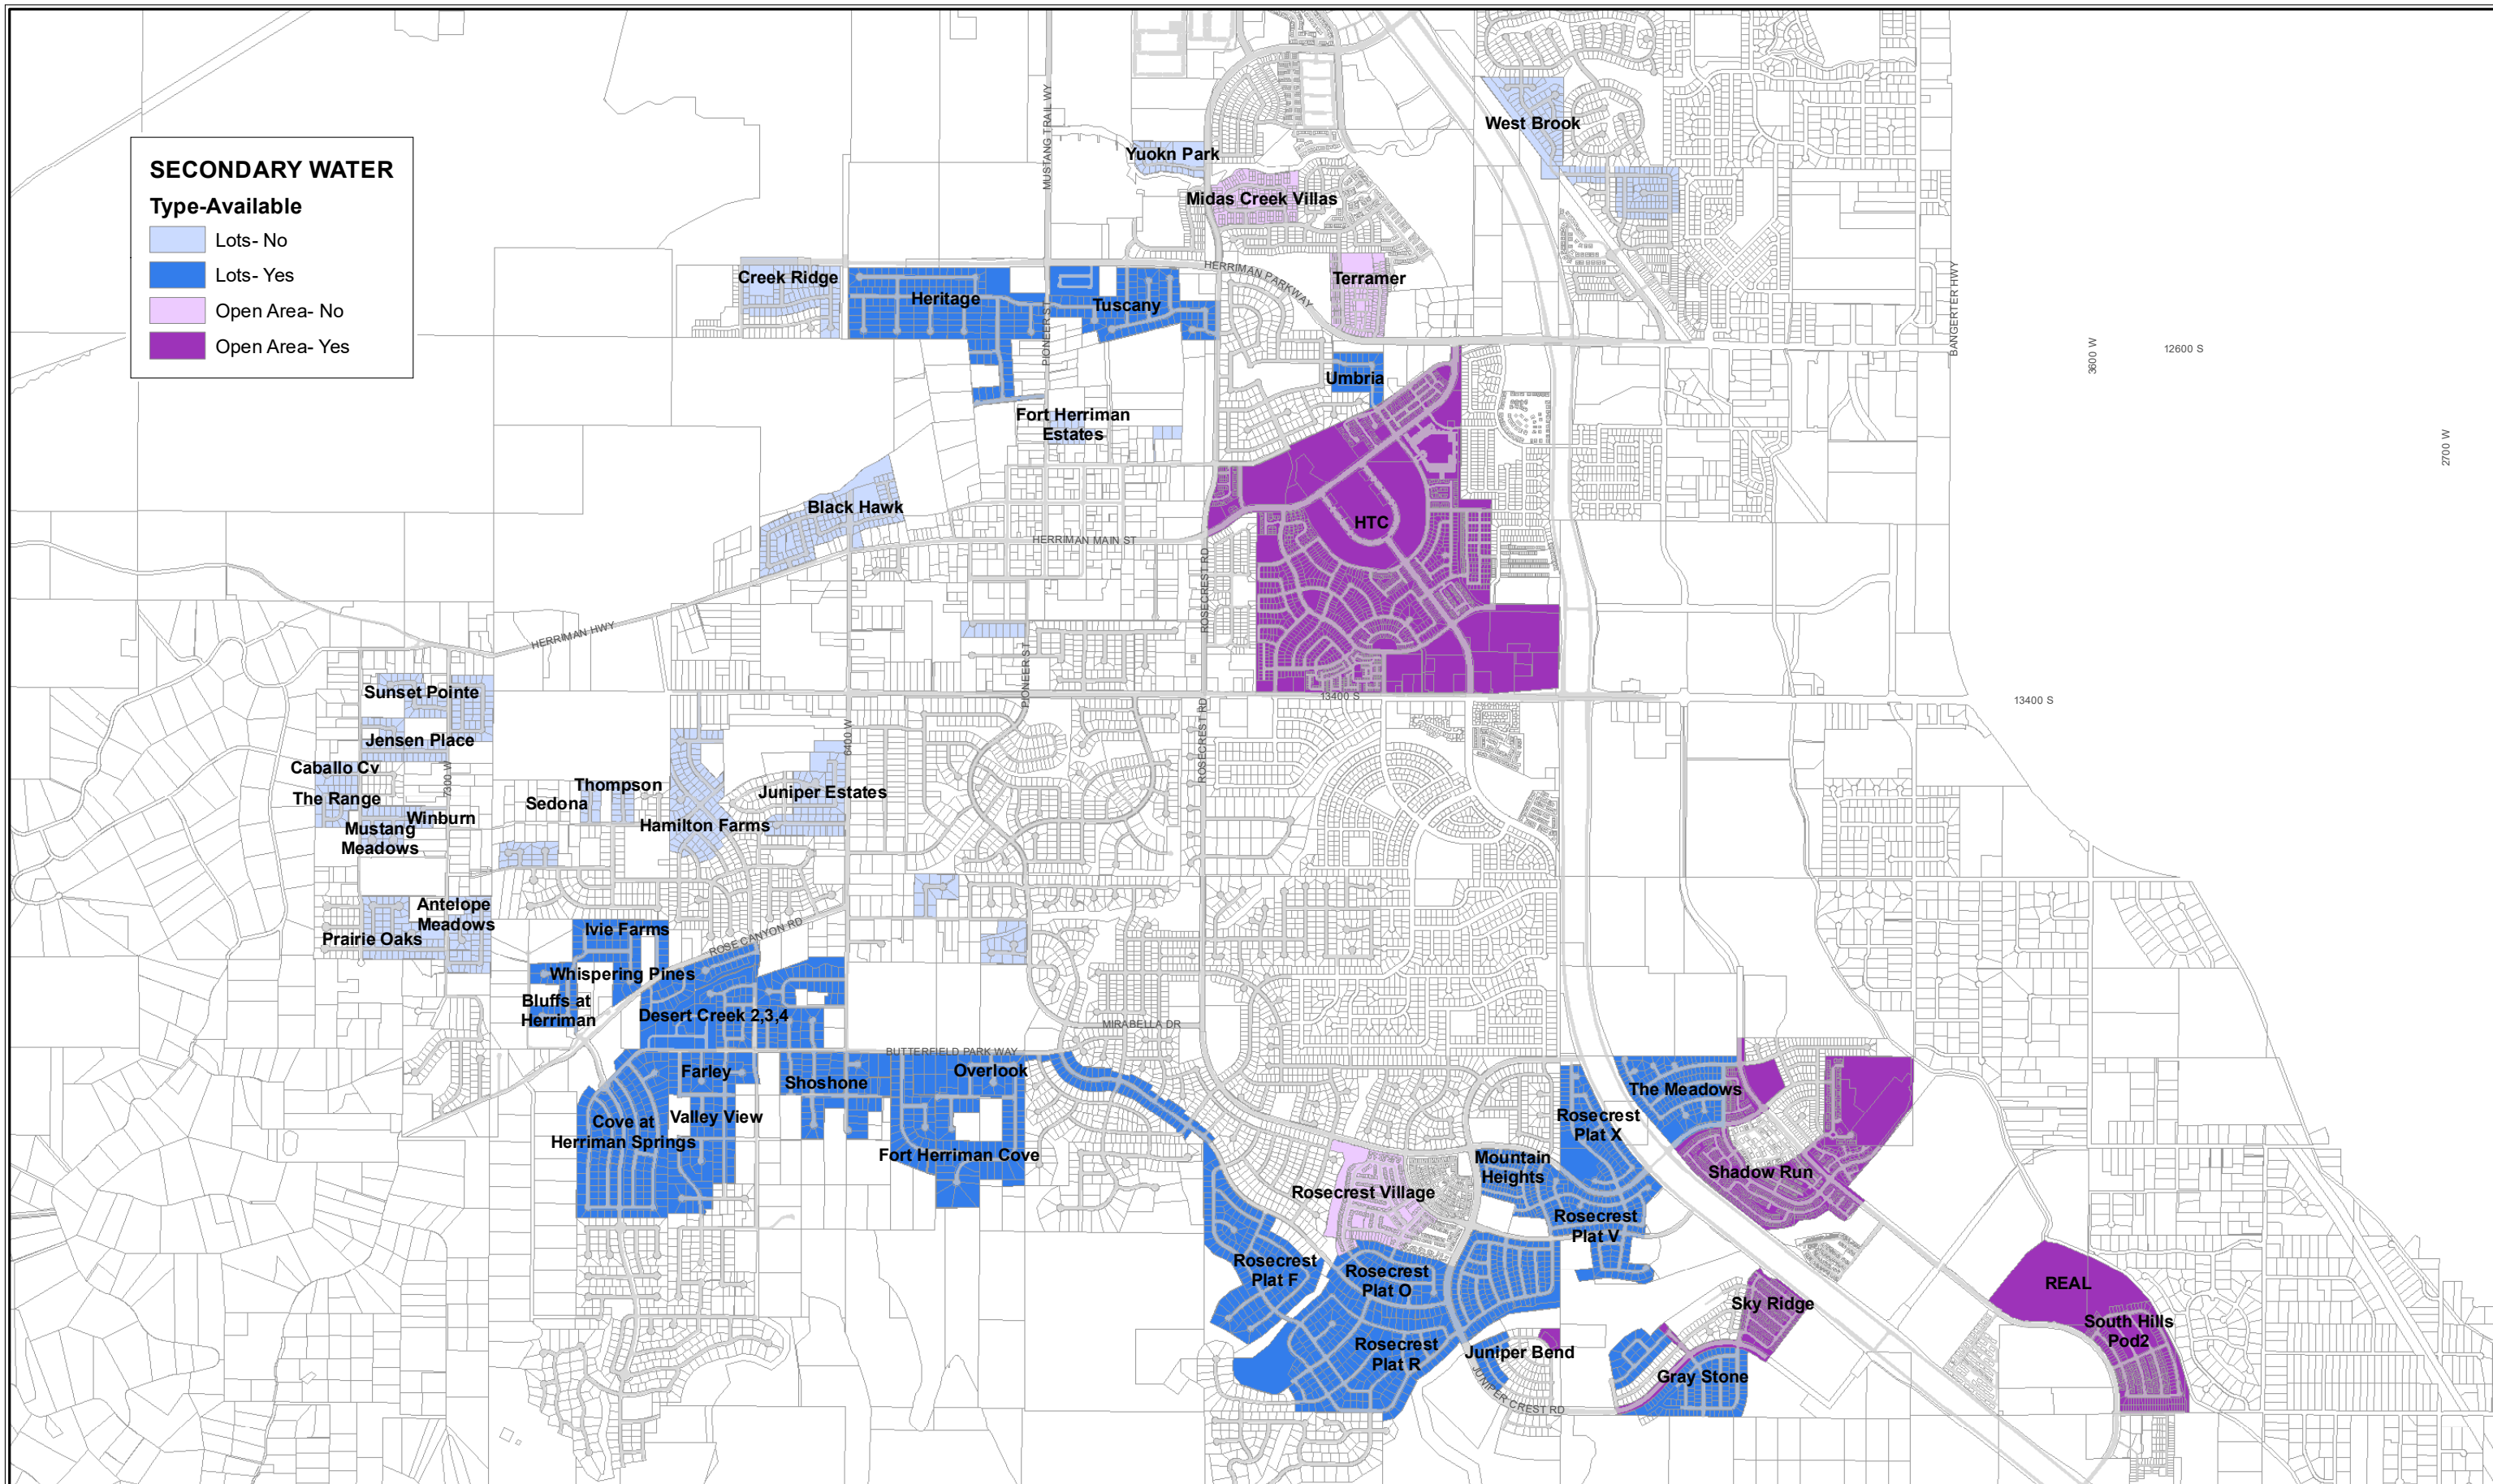 SECONDARY WATER
Type-Available
Lots- No
Lots- Yes
Open Area- No
Open Area- Yes
MUSTANG TRAIL WY
West Brook
Yuokn Park
Midas Creek Villas
HERRIMAN PARKWAY
Creek Ridge
Heritage
Tuscany
Terramer
BANGERTER HWY
PIONEER ST
3600 W
12600 S
Umbria
Fort Herriman
Estates
2700 W
Black Hawk
HTC
HERRIMAN MAIN ST
ROSECREST RD
HERRIMAN HWY
PIONEER ST
Sunset Pointe
13400 S
13400 S
ROSECREST RD
6400 W
Jensen Place
Caballo Cv
7300 W
The Range
Thompson
Sedona
Juniper Estates
Winburn
Hamilton Farms
Mustang
Meadows
Antelope
Meadows
Prairie Oaks
Ivie Farms
ROSE CANYON RD
Whispering Pines
Bluffs at
Herriman
Desert Creek 2,3,4
MIRABELLA DR
BUTTERFIELD PARK WAY
Farley
Shoshone
Overlook
The Meadows
Cove at
Herriman Springs
Valley View
Rosecrest
Plat X
Fort Herriman Cove
Mountain
Heights
Shadow Run
Rosecrest Village
Rosecrest
Plat V
Rosecrest
Plat F
Rosecrest
Plat O
REAL
Sky Ridge
South Hills
Pod2
Rosecrest
Plat R
Juniper Bend
Gray Stone
JUNIPER CREST RD